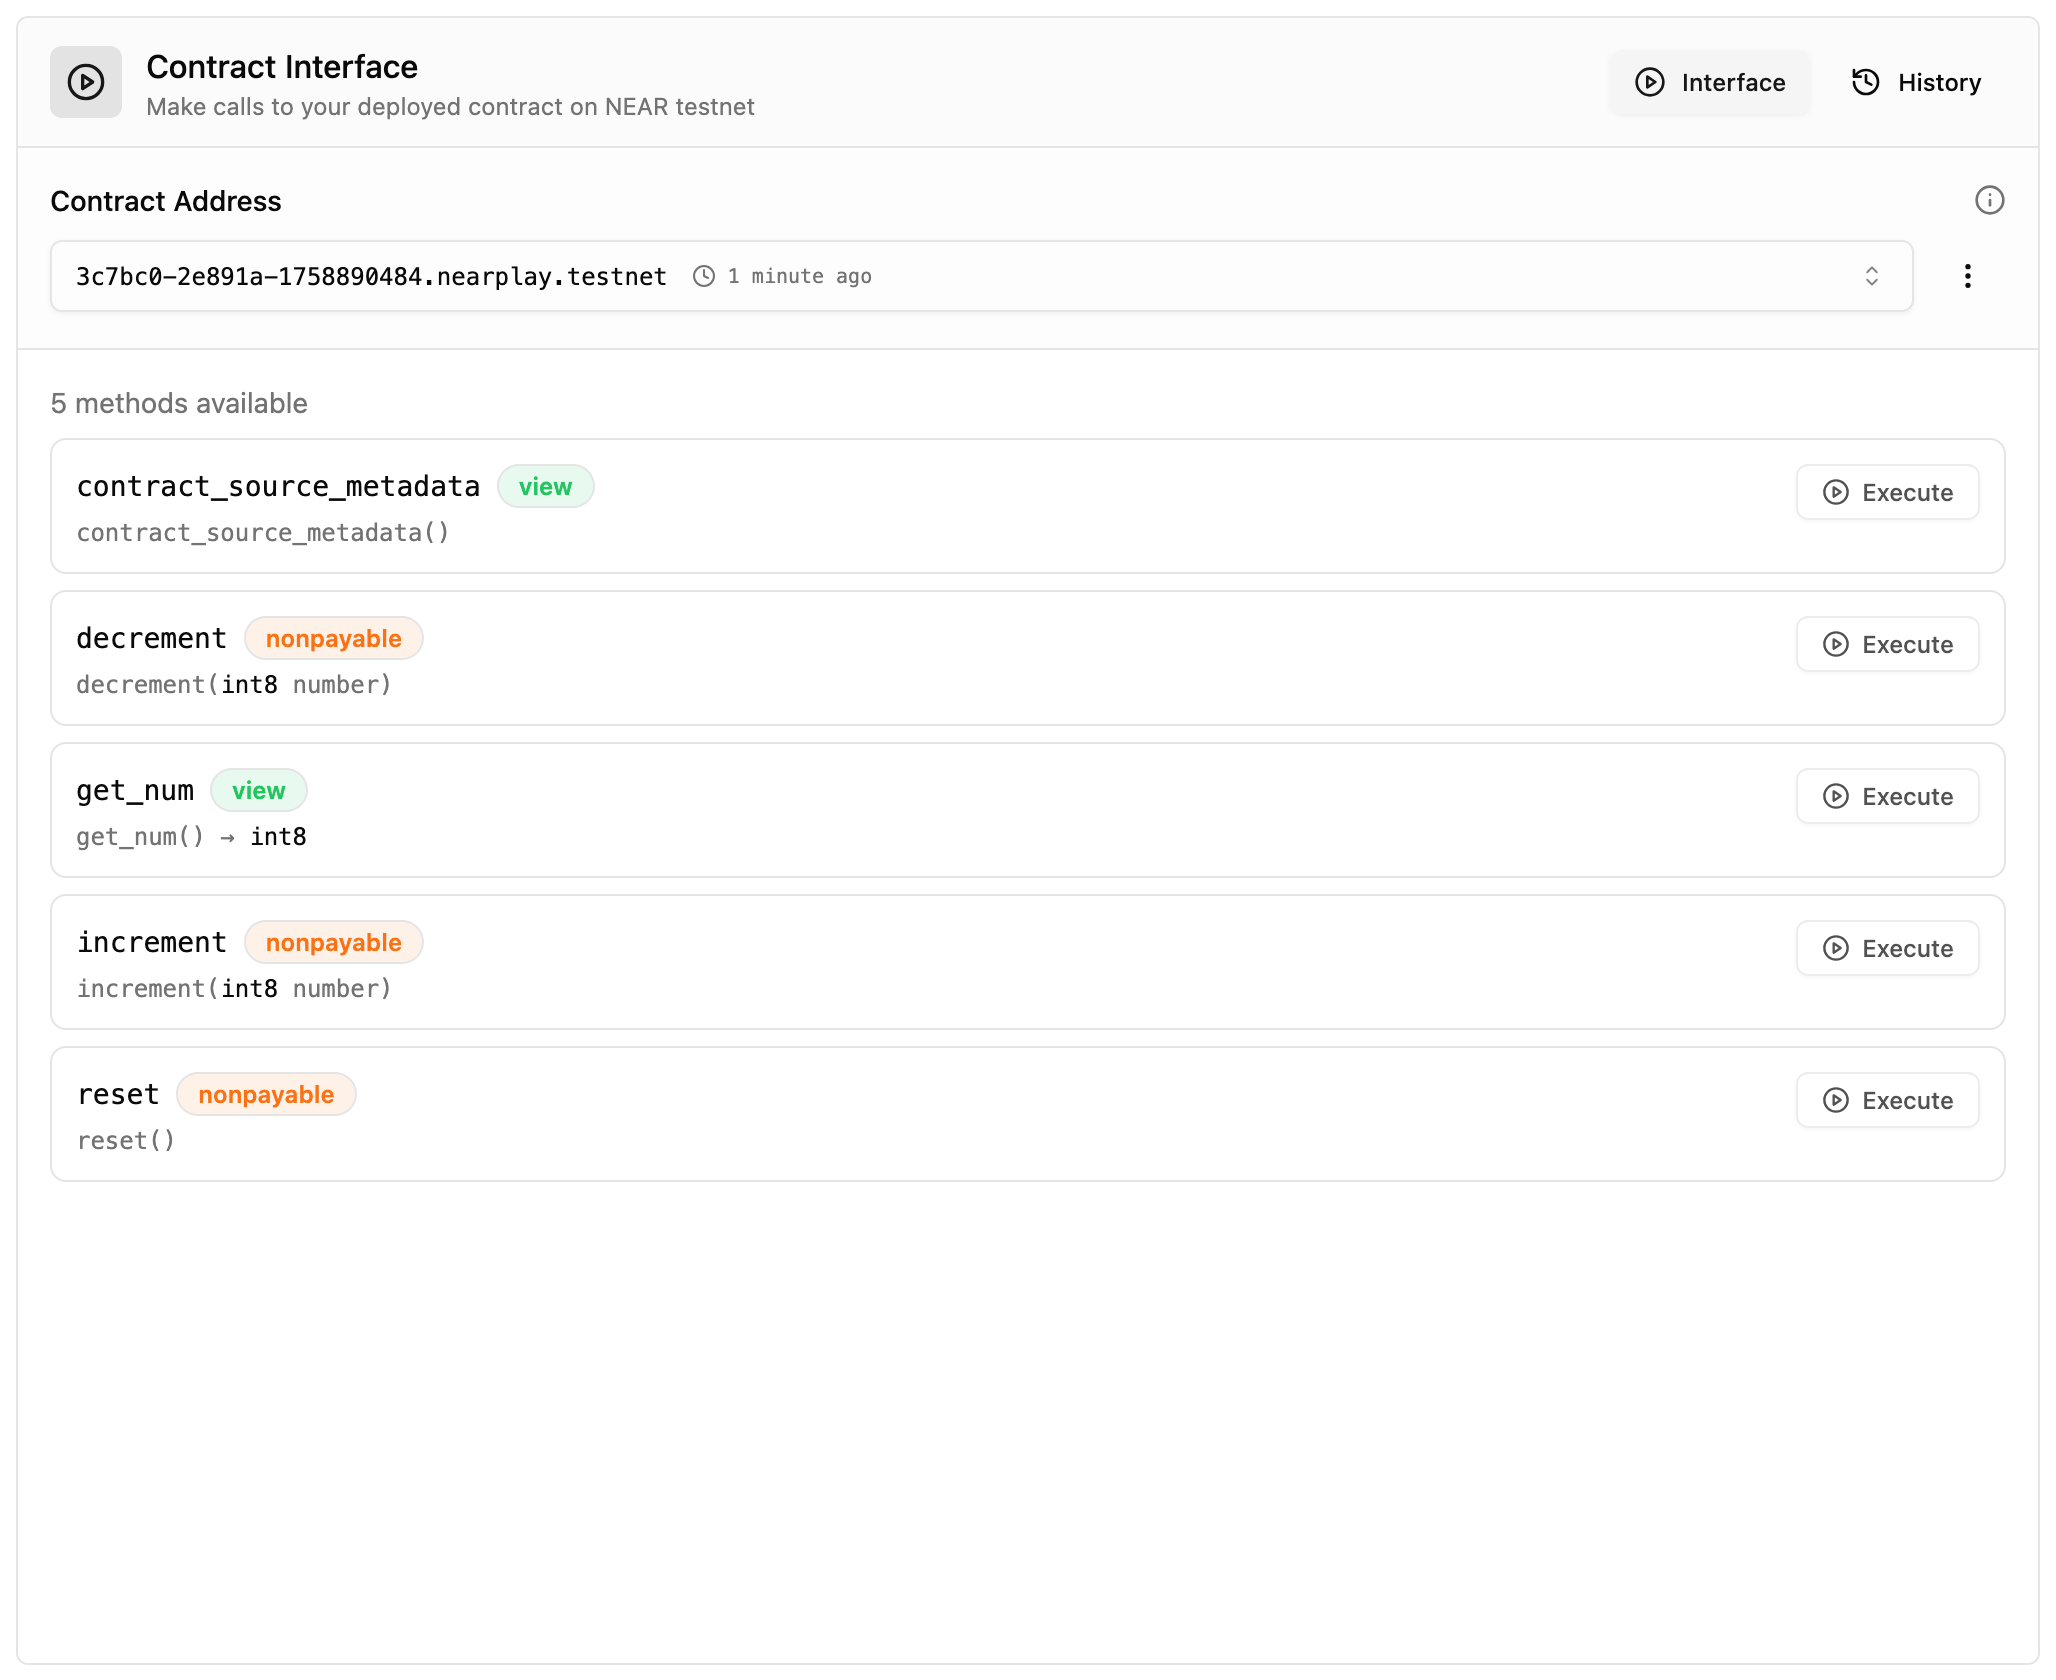 Contract Interface
Make calls to your deployed contract on NEAR testnet
Interface
History
Contract Address
3c7bc0-2e891a-1758890484.nearplay.testnet 1 minute ago
5 methods available
contract_source_metadata view
Execute
contract_source_metadata()
decrement nonpayable
Execute
decrement(int8 number)
get_num view
Execute
get_num() → int8
increment nonpayable
Execute
increment(int8 number)
reset nonpayable
Execute
reset()